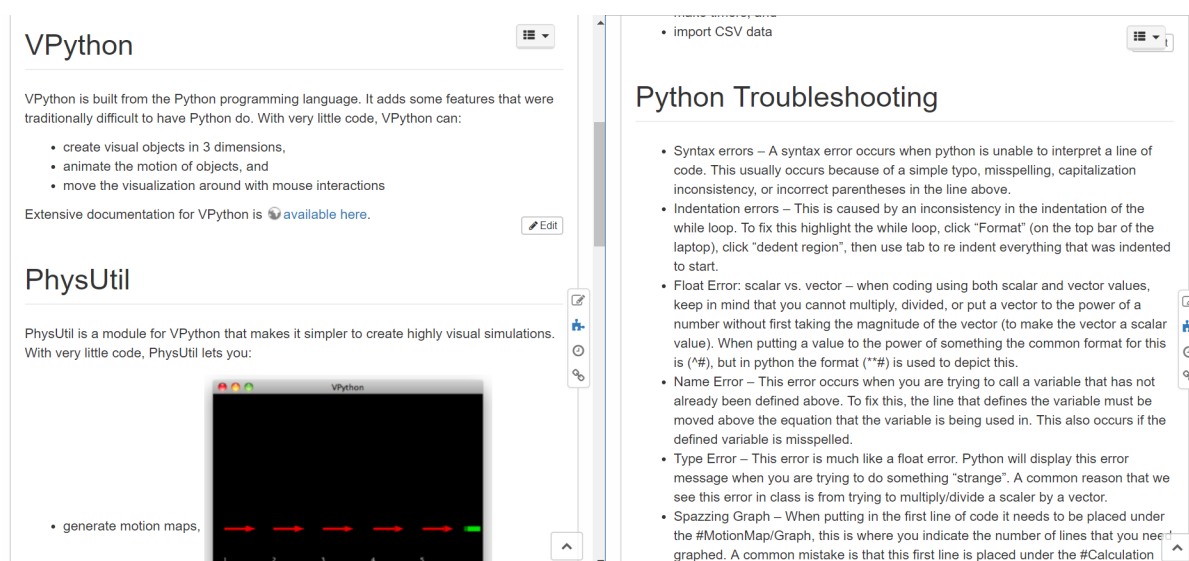 VPython
VPython is built from the Python programming language. It adds some features that were
traditionally difficult to have Python do. With very little code, VPython can:
• create visual objects in 3 dimensions,
• animate the motion of objects, and
• move the visualization around with mouse interactions
Extensive documentation for VPython is available here.
Edit
PhysUtil
PhysUtil is a module for VPython that makes it simpler to create highly visual simulations.
With very little code, PhysUtil lets you:
VPython
• generate motion maps,
• import CSV data
Python Troubleshooting
• Syntax errors – A syntax error occurs when python is unable to interpret a line of
code. This usually occurs because of a simple typo, misspelling, capitalization
inconsistency, or incorrect parentheses in the line above.
• Indentation errors – This is caused by an inconsistency in the indentation of the
while loop. To fix this highlight the while loop, click “Format” (on the top bar of the
laptop), click “dedent region”, then use tab to re indent everything that was indented
to start.
• Float Error: scalar vs. vector – when coding using both scalar and vector values,
keep in mind that you cannot multiply, divided, or put a vector to the power of a
number without first taking the magnitude of the vector (to make the vector a scalar
value). When putting a value to the power of something the common format for this
is (^#), but in python the format (**#) is used to depict this.
• Name Error – This error occurs when you are trying to call a variable that has not
already been defined above. To fix this, the line that defines the variable must be
moved above the equation that the variable is being used in. This also occurs if the
defined variable is misspelled.
• Type Error – This error is much like a float error. Python will display this error
message when you are trying to do something “strange”. A common reason that we
see this error in class is from trying to multiply/divide a scaler by a vector.
• Spazzing Graph – When putting in the first line of code it needs to be placed under
the #MotionMap/Graph, this is where you indicate the number of lines that you need
graphed. A common mistake is that this first line is placed under the #Calculation